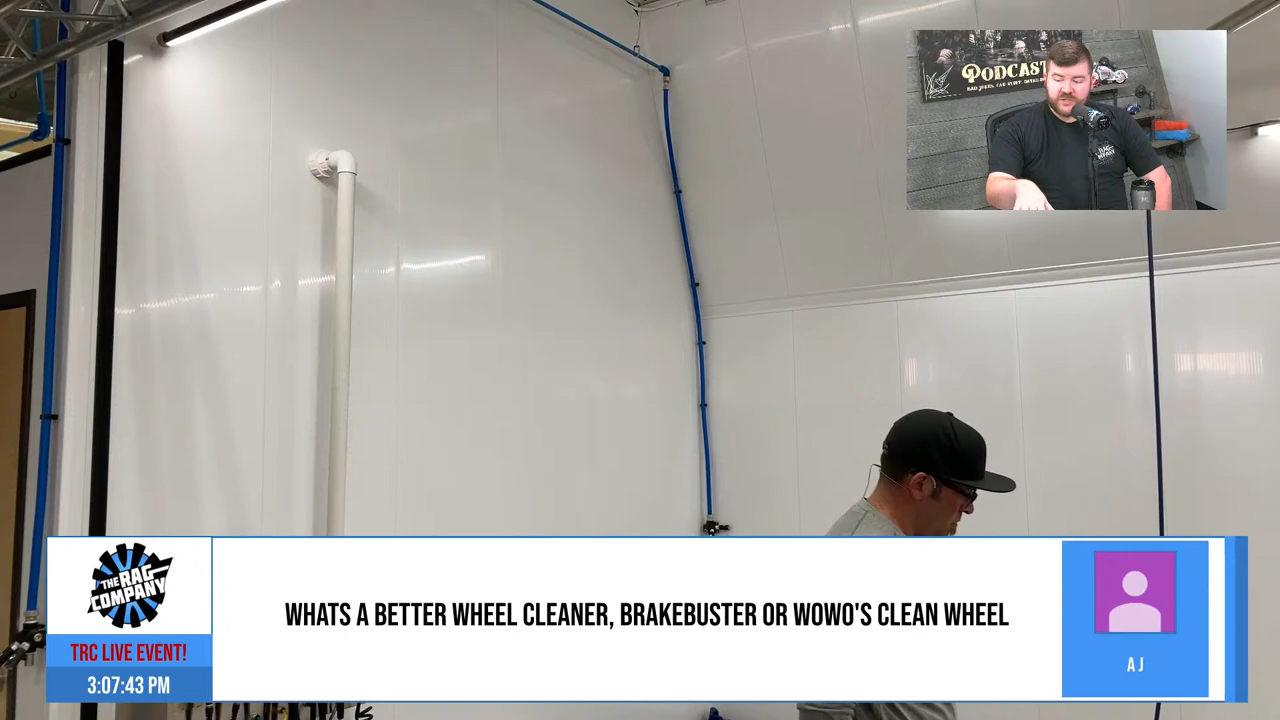 PODCAST
THE RAG
COMPANY
TRC LIVE EVENT!
3:07:43 PM
WHATS A BETTER WHEEL CLEANER, BRAKEBUSTER OR WOWO'S CLEAN WHEEL
A J